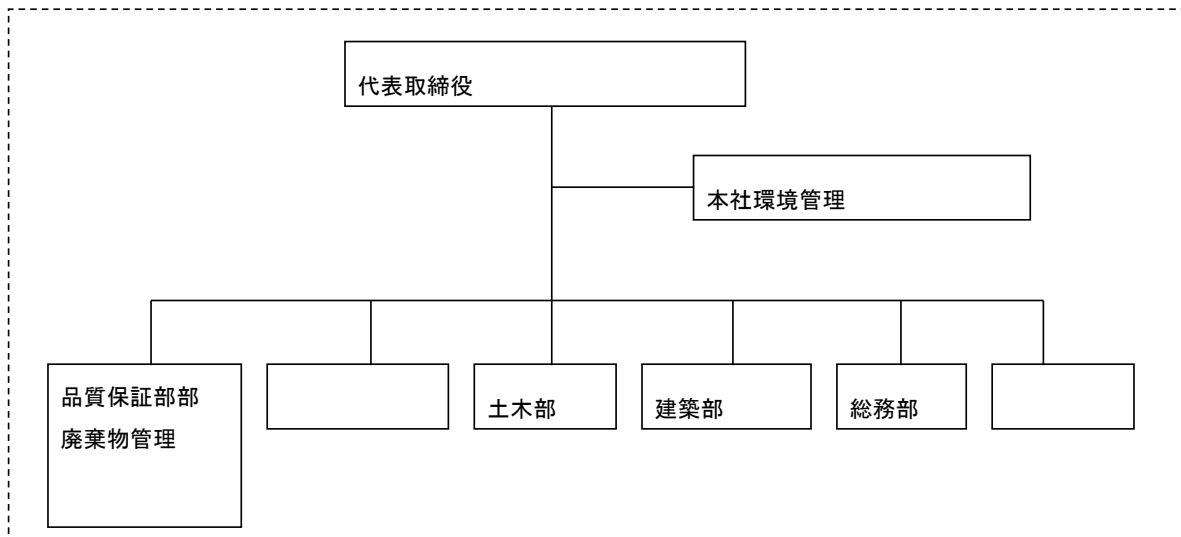 代表取締役
本社環境管理
品質保証部部
廃棄物管理
土木部
建築部
総務部